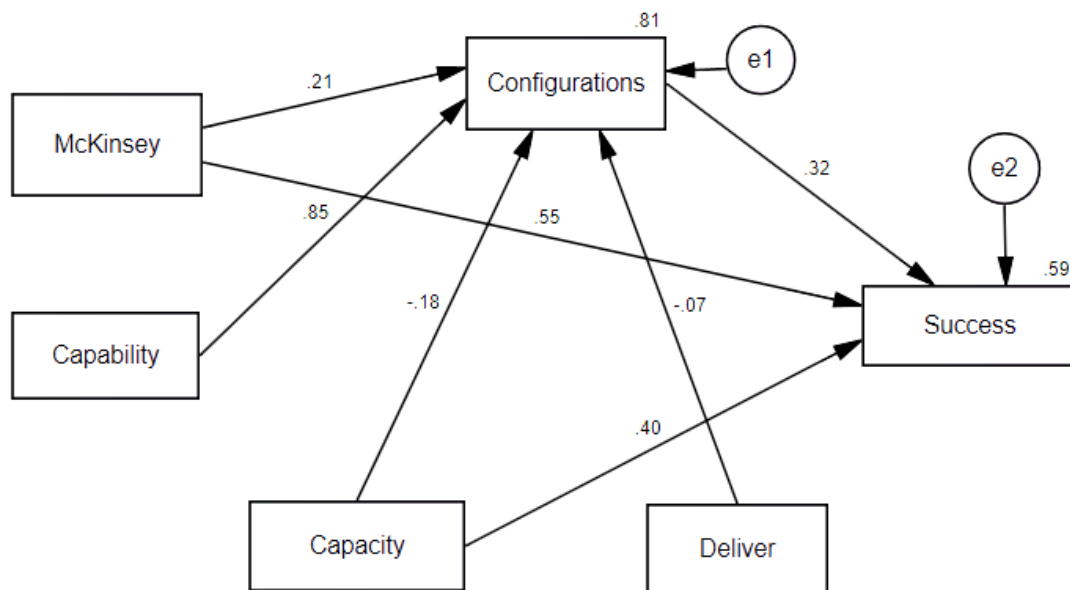 .81
e1
Configurations
.21
McKinsey
e2
.32
.85
.55
.59
-.18
-.07
Success
Capability
.40
Capacity
Deliver